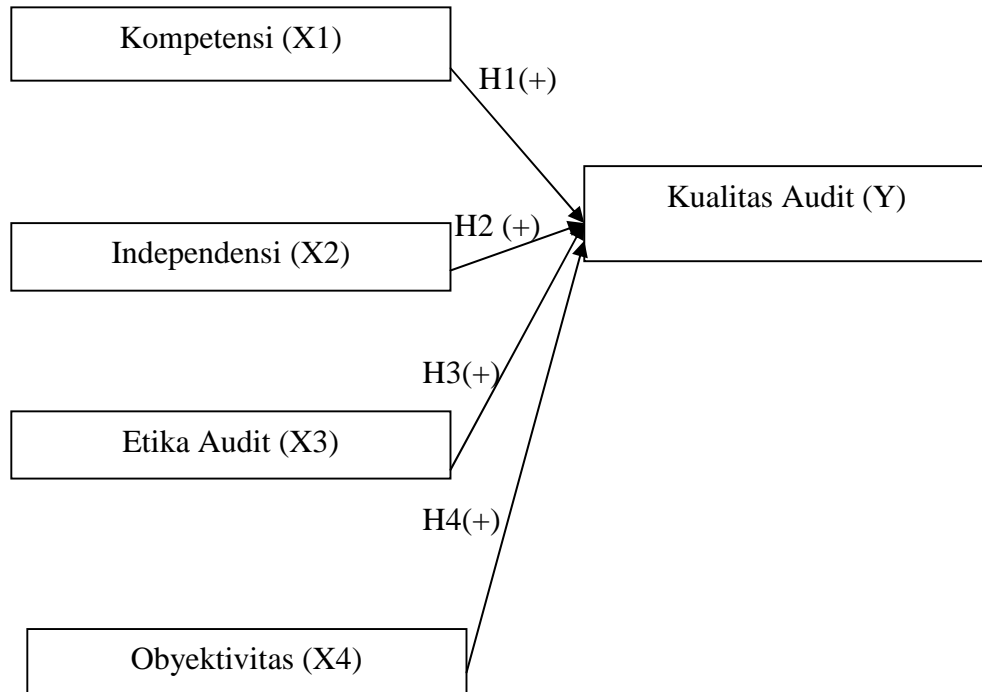 Kompetensi (X1)
H1(+)
Kualitas Audit (Y)
H2 (+)
Independensi (X2)
H3(+)
Etika Audit (X3)
H4(+)
Obyektivitas (X4)